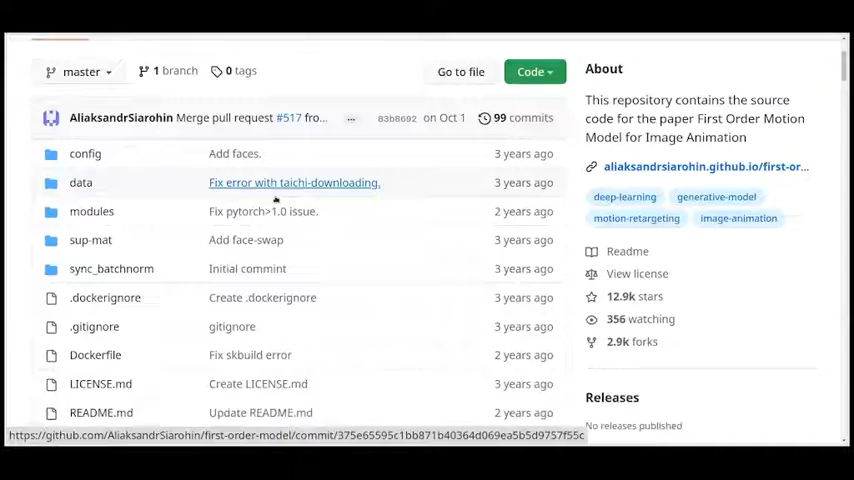 master
1 branch
0 tags
Go to file
Code
AliaksandrSiarohin Merge pull request #517 fro... ... 83b8692 on Oct 1 99 commits
config Add faces. 3 years ago
data Fix error with taichi-downloading. 3 years ago
modules Fix pytorch>1.0 issue. 2 years ago
sup-mat Add face-swap 3 years ago
sync_batchnorm Initial commint 3 years ago
.dockerignore Create .dockerignore 3 years ago
.gitignore gitignore 3 years ago
Dockerfile Fix skbuild error 2 years ago
LICENSE.md Create LICENSE.md 3 years ago
README.md Update README.md 2 years ago
https://github.com/AliaksandrSiarohin/first-order-model/commit/375e65595c1bb871b40364d069ea5b5d9757f55c
About
This repository contains the source
code for the paper First Order Motion
Model for Image Animation
aliaksandrsiarohin.github.io/first-or...
deep-learning generative-model
motion-retargeting image-animation
Readme
View license
12.9k stars
356 watching
2.9k forks
Releases
No releases published